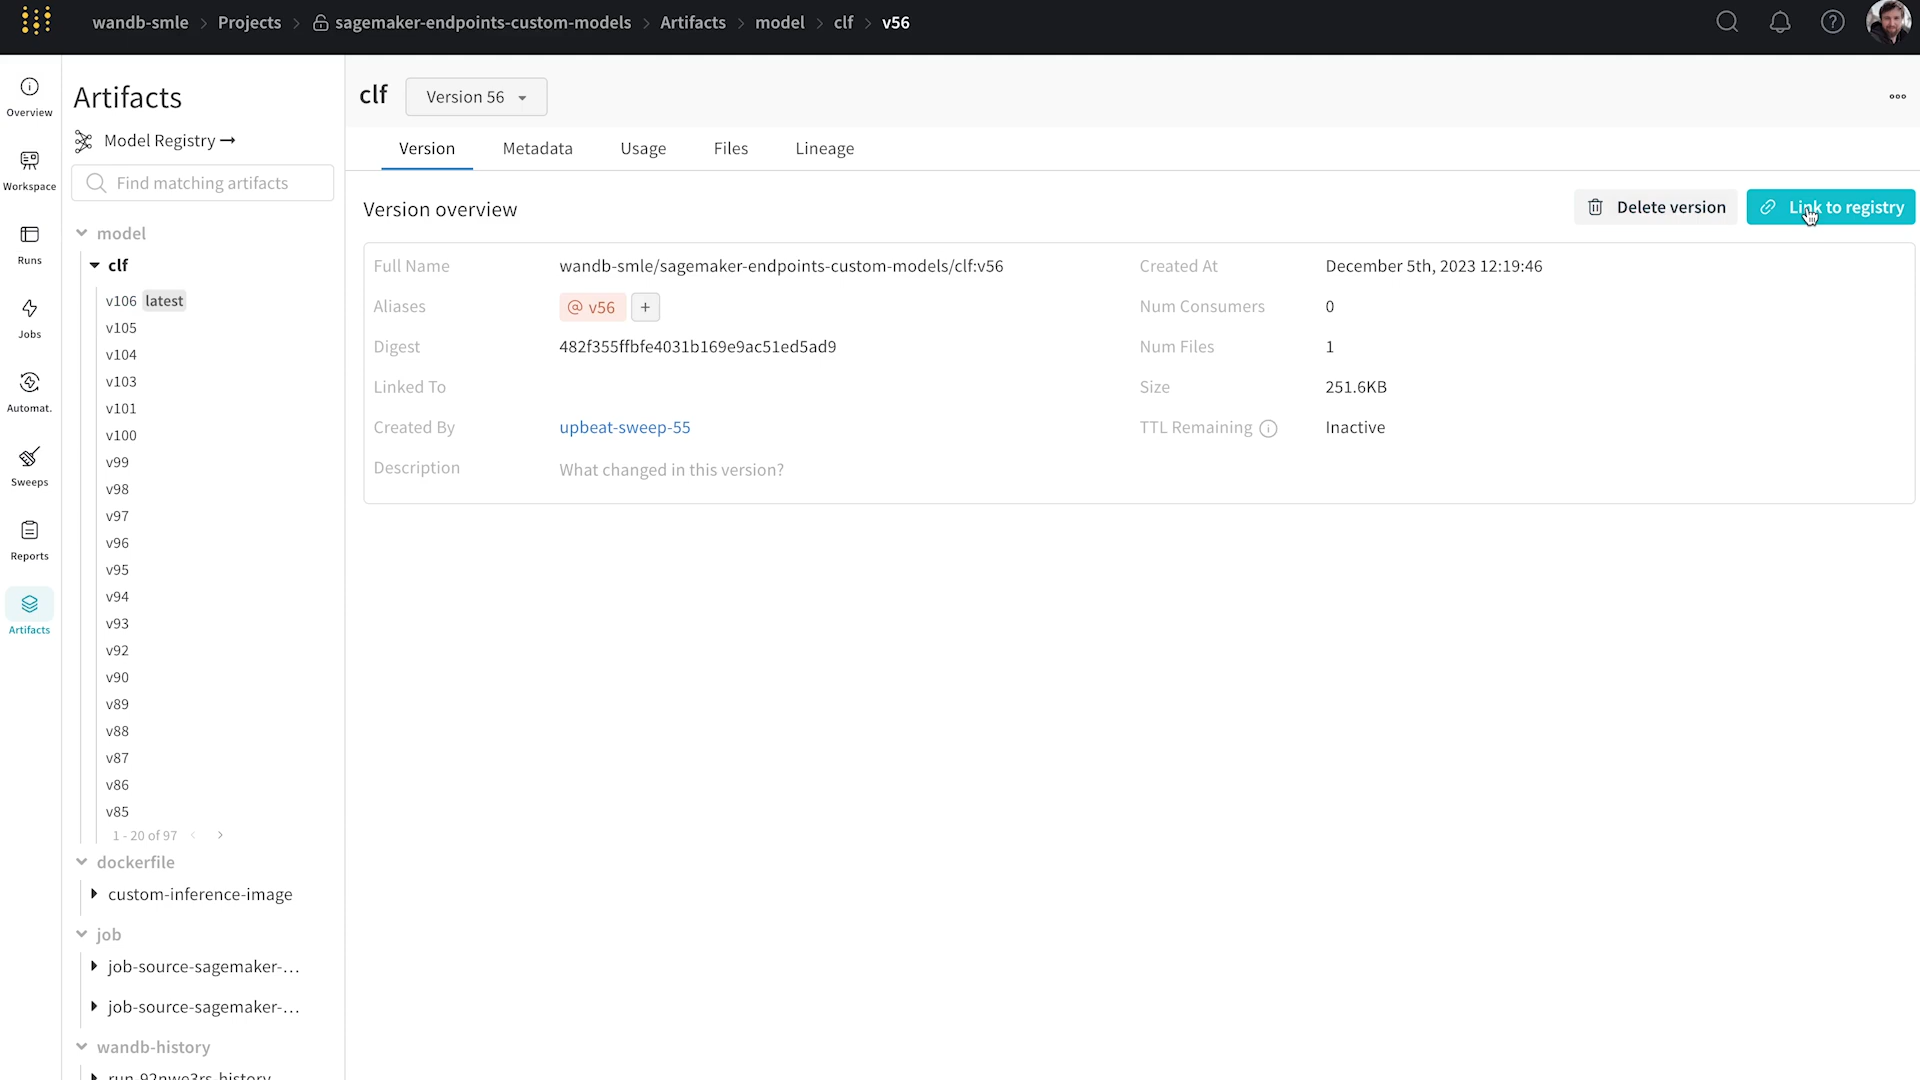 wandb-smle > Projects > sagemaker-endpoints-custom-models > Artifacts > model > clf > v56
Overview
Workspace
Runs
Jobs
Automat.
Sweeps
Reports
Artifacts
Artifacts
Model Registry →
Find matching artifacts
model
clf
v106 latest
v105
v104
v103
v101
v100
v99
v98
v97
v96
v95
v94
v93
v92
v90
v89
v88
v87
v86
v85
1 - 20 of 97 < >
dockerfile
custom-inference-image
job
job-source-sagemaker-...
job-source-sagemaker-...
wandb-history
run-92nwe3rs-history
clf Version 56
Version Metadata Usage Files Lineage
Version overview
Delete version Link to registry
Full Name wandb-smle/sagemaker-endpoints-custom-models/clf:v56
Aliases @ v56 +
Digest 482f355ffbfe4031b169e9ac51ed5ad9
Linked To
Created By upbeat-sweep-55
Description What changed in this version?
Created At December 5th, 2023 12:19:46
Num Consumers 0
Num Files 1
Size 251.6KB
TTL Remaining Inactive